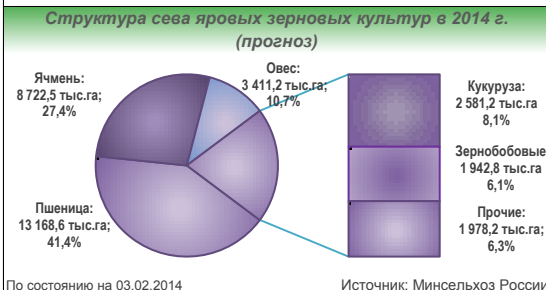 Структура сева яровых зерновых культур в 2014 г.
(прогноз)
Ячмень:
8 722,5 тыс.га;
27,4%
Овес:
3 411,2 тыс.га;
10,7%
Кукуруза:
2 581,2 тыс.га
8,1%
Зернобобовые
1 942,8 тыс.га
6,1%
Прочие:
1 978,2 тыс.га;
6,3%
Пшеница:
13 168,6 тыс.га;
41,4%
По состоянию на 03.02.2014
Источник: Минсельхоз России